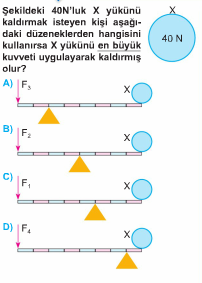 Şekildeki 40N'luk X yükünü
kaldırmak isteyen kişi aşağı-
daki düzeneklerden hangisini
kullanırsa X yükünü en büyük
kuvveti uygulayarak kaldırmış
olur?
X
40 N
A)
F3
X
B)
F2
X
C)
F1
X
D)
F4
X